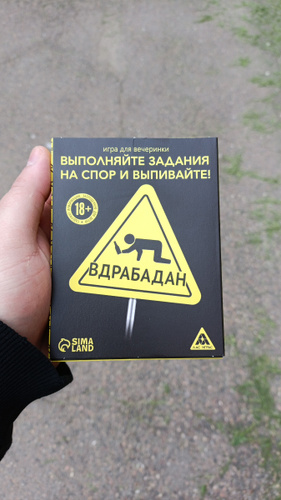 игра для вечеринки
ВЫПОЛНЯЙТЕ ЗАДАНИЯ
НА СПОР И ВЫПИВАЙТЕ!
18+
ВДРАБАДАН
SIMA
LAND